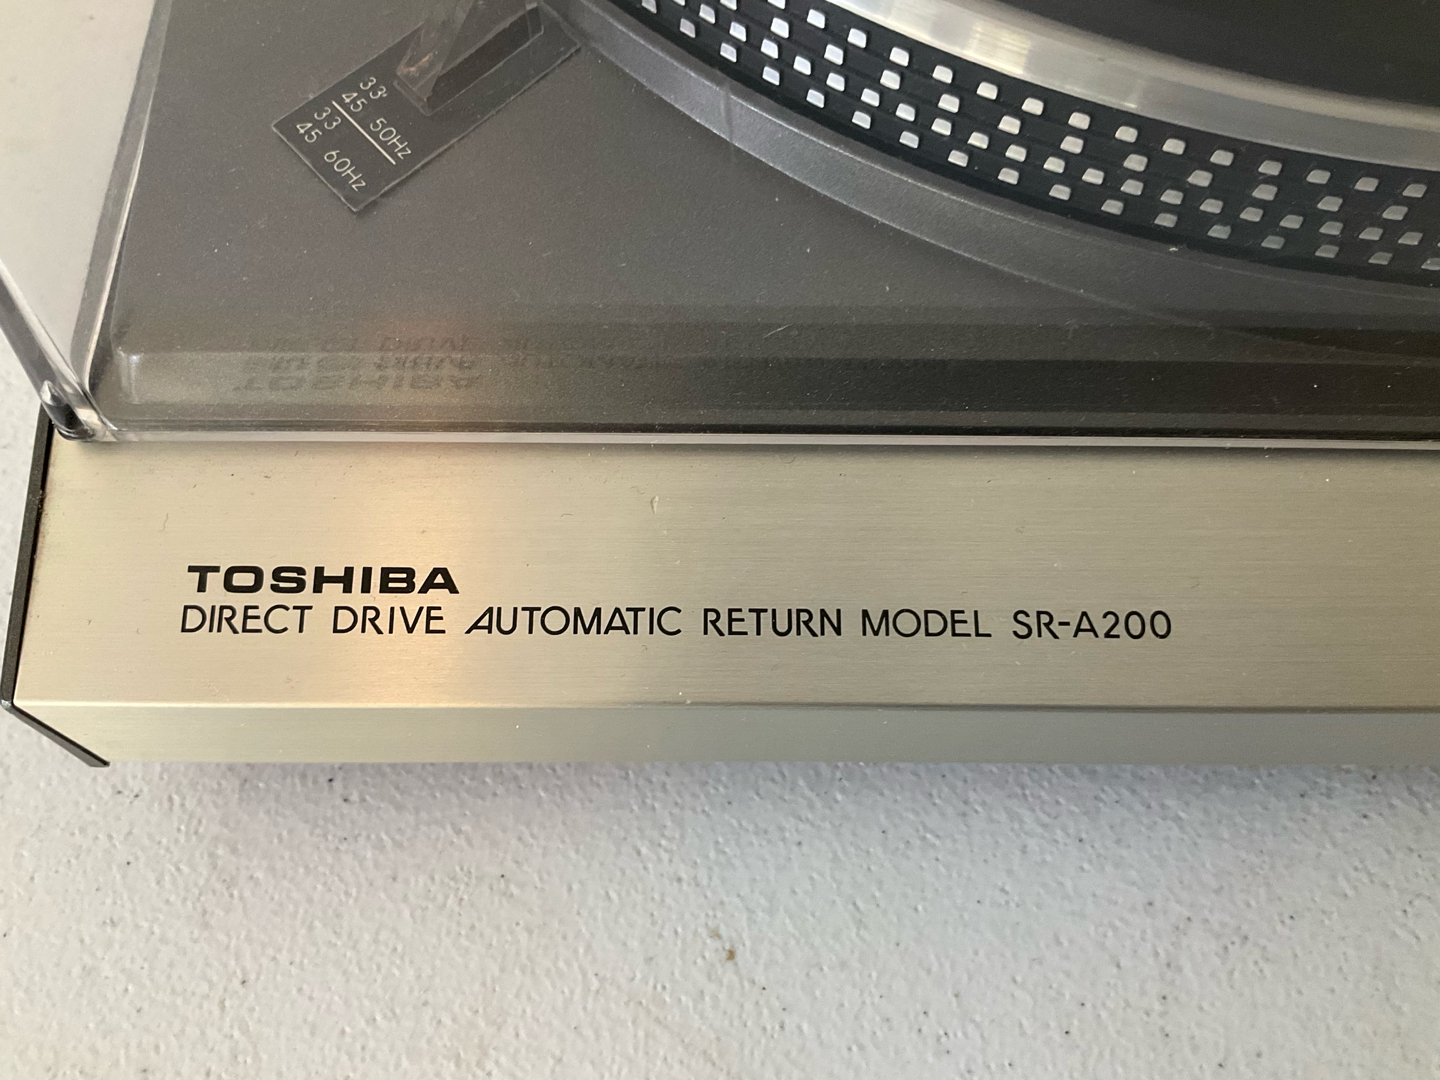 33
45 50Hz
33
45 60Hz
TOSHIBA
DIRECT DRIVE AUTOMATIC RETURN MODEL SR-A200